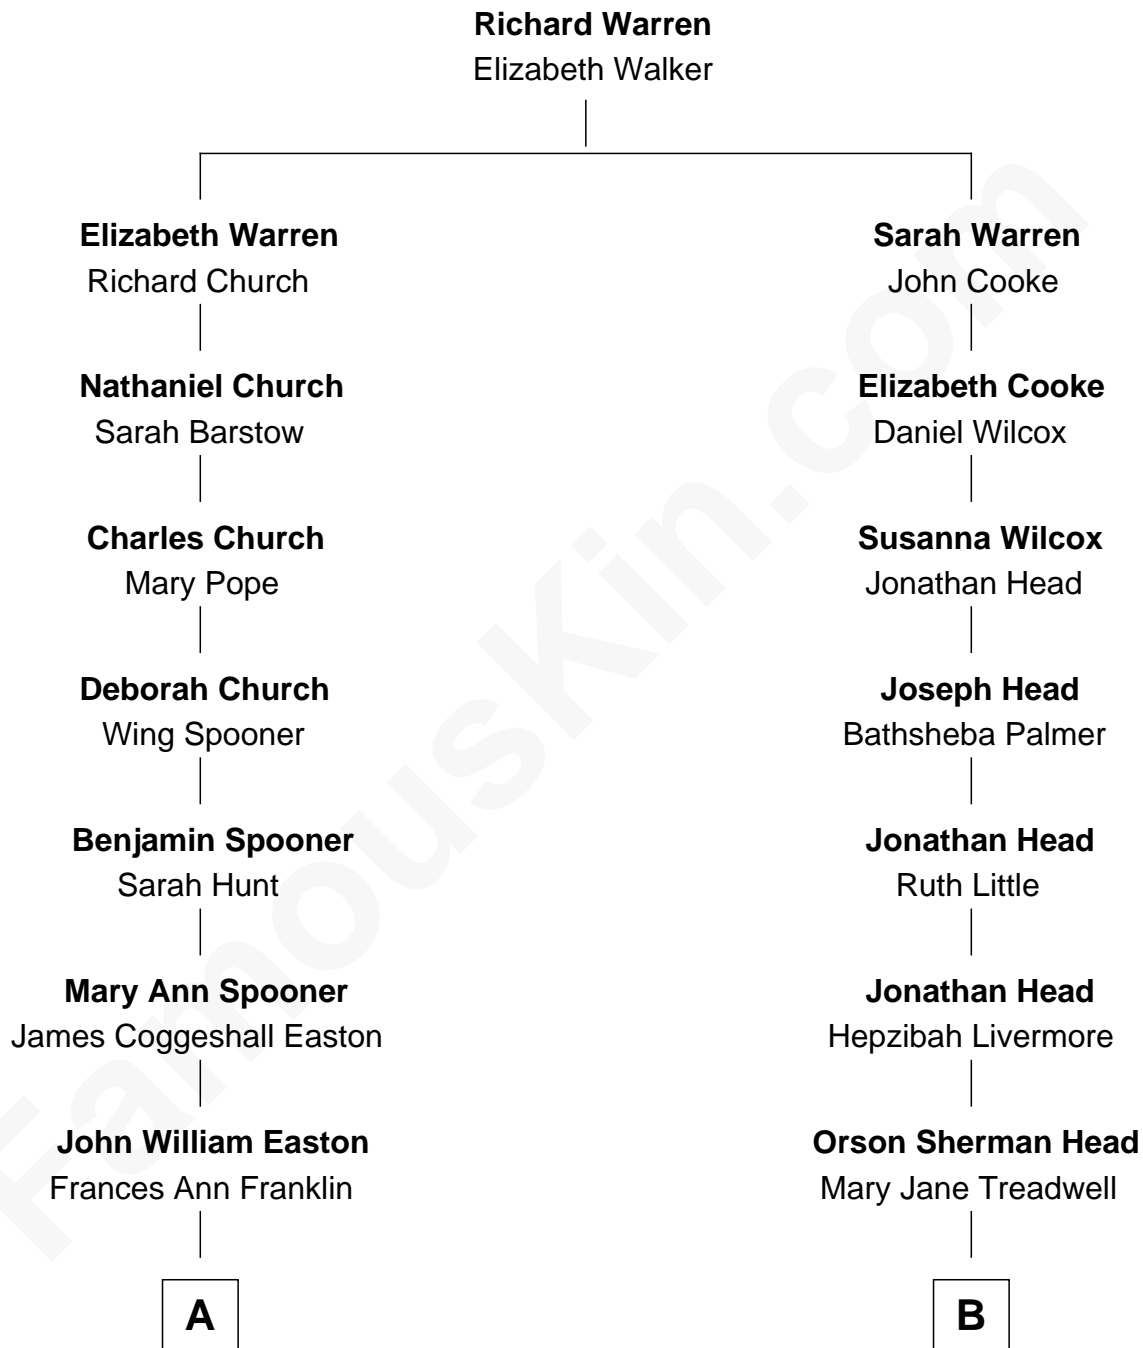 Richard Warren
Elizabeth Walker
Elizabeth Warren
Richard Church
Sarah Warren
John Cooke
Nathaniel Church
Sarah Barstow
Elizabeth Cooke
Daniel Wilcox
Charles Church
Mary Pope
Susanna Wilcox
Jonathan Head
Deborah Church
Wing Spooner
Joseph Head
Bathsheba Palmer
Benjamin Spooner
Sarah Hunt
Jonathan Head
Ruth Little
Mary Ann Spooner
James Coggeshall Easton
Jonathan Head
Hepzibah Livermore
John William Easton
Frances Ann Franklin
Orson Sherman Head
Mary Jane Treadwell
A
B
FamousKin.com